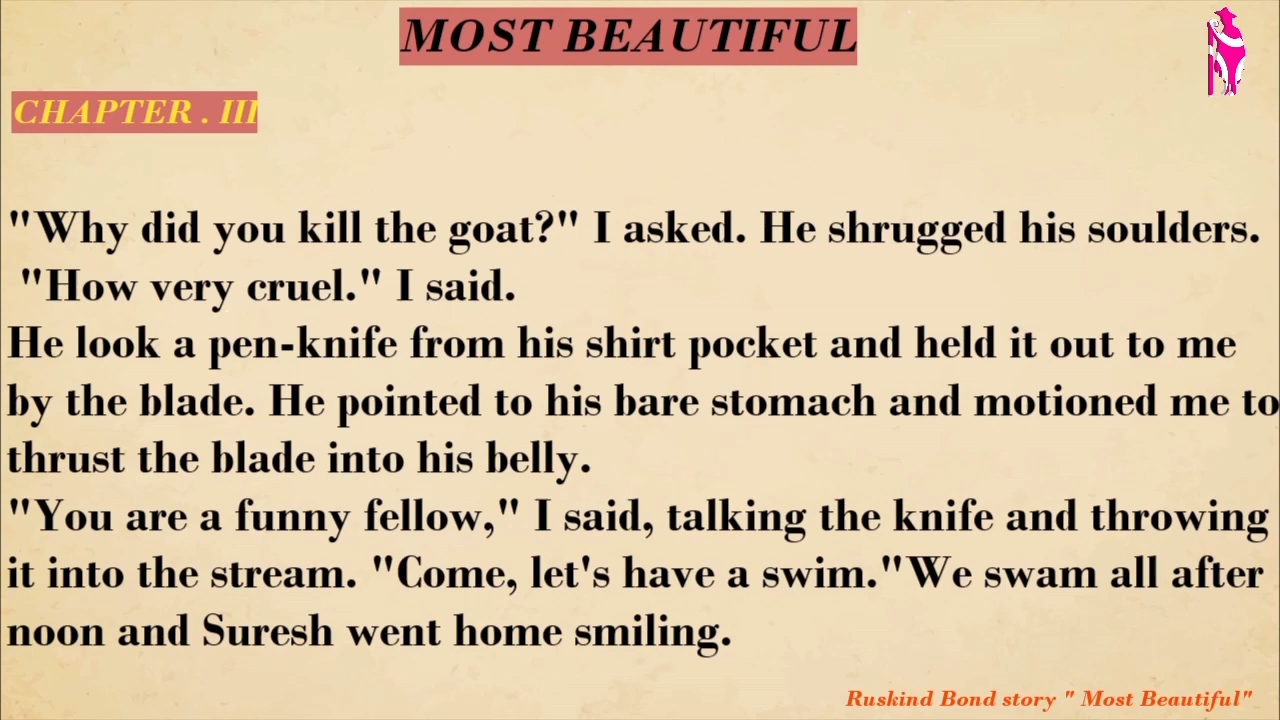 MOST BEAUTIFUL
CHAPTER . III
"Why did you kill the goat?" I asked. He shrugged his soulders.
"How very cruel." I said.
He look a pen-knife from his shirt pocket and held it out to me
by the blade. He pointed to his bare stomach and motioned me to
thrust the blade into his belly.
"You are a funny fellow," I said, talking the knife and throwing
it into the stream. "Come, let's have a swim."We swam all after
noon and Suresh went home smiling.
Ruskind Bond story " Most Beautiful"